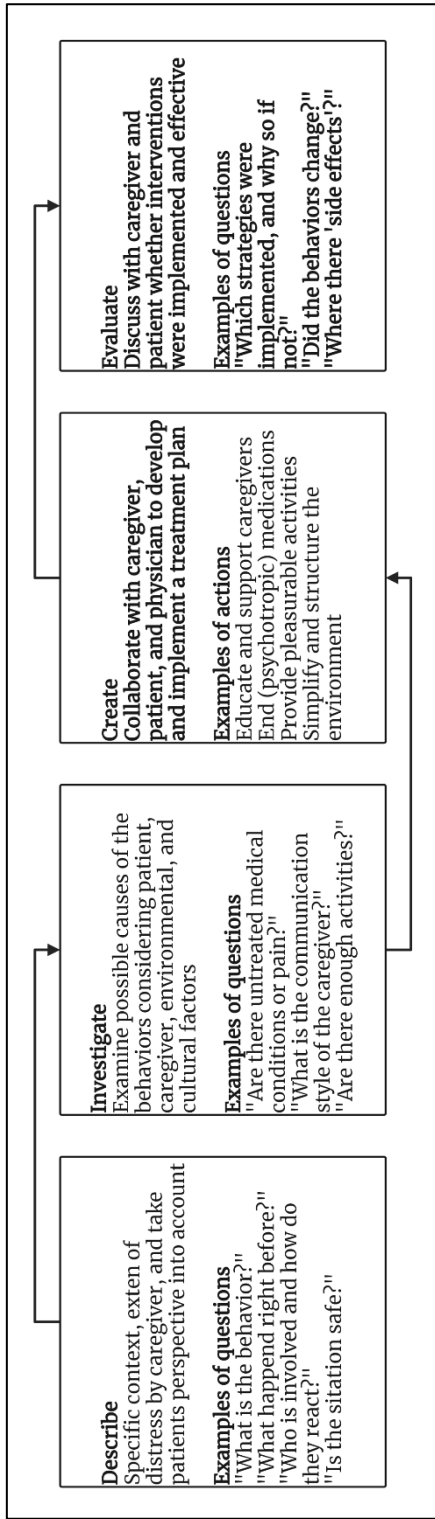 Describe
Specific context, exten of
distress by caregiver, and take
patients perspective into account
Examples of questions
"What is the behavior?"
"What happend right before?"
"Who is involved and how do
they react?"
"Is the sitation safe?"
Investigate
Examine possible causes of the
behaviors considering patient,
caregiver, environmental, and
cultural factors
Examples of questions
"Are there untreated medical
conditions or pain?"
"What is the communication
style of the caregiver?"
"Are there enough activities?"
Create
Collaborate with caregiver,
patient, and physician to develop
and implement a treatment plan
Examples of actions
Educate and support caregivers
End (psychotropic) medications
Provide pleasurable activities
Simplify and structure the
environment
Evaluate
Discuss with caregiver and
patient whether interventions
were implemented and effective
Examples of questions
"Which strategies were
implemented, and why so if
not?"
"Did the behaviors change?"
"Where there 'side effects'?"